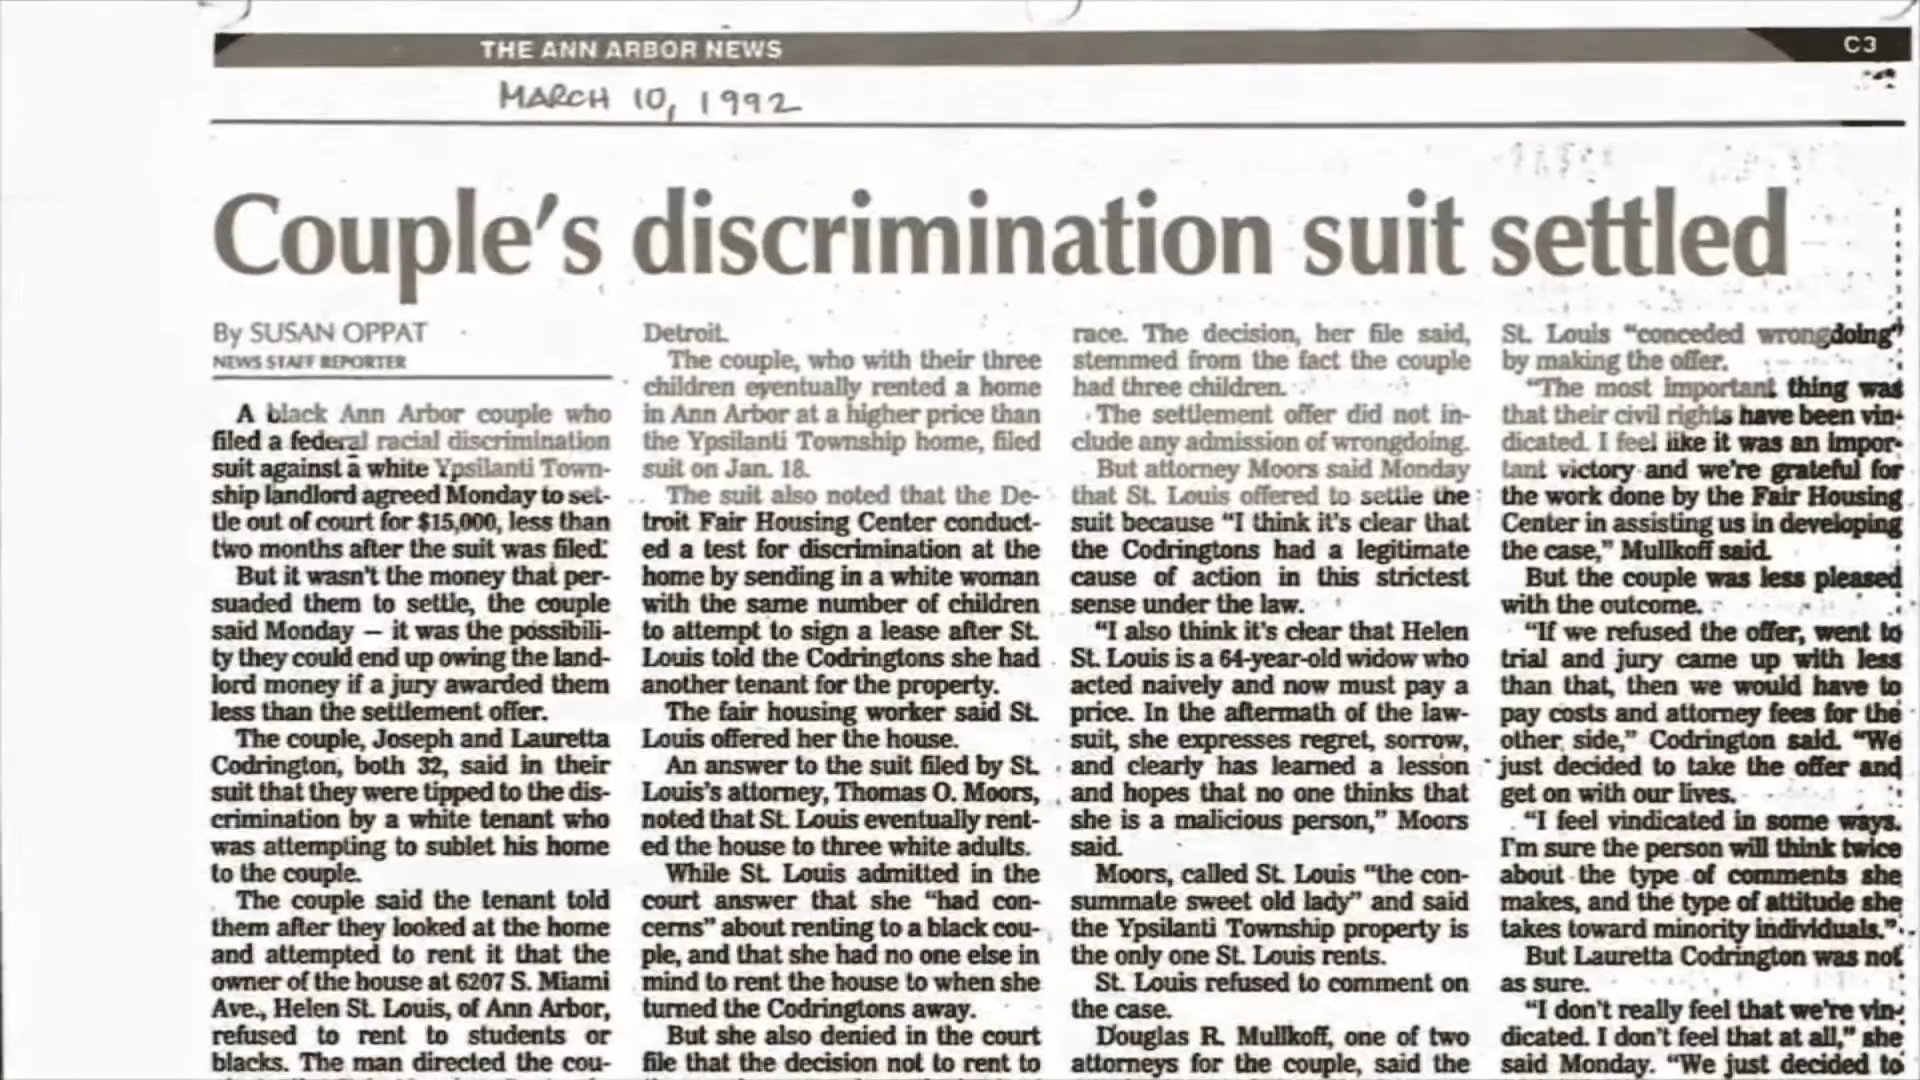 THE ANN ARBOR NEWS
C3
MARCH 10, 1992
Couple's discrimination suit settled
By SUSAN OPPAT
NEWS STAFF REPORTER
A black Ann Arbor couple who
filed a federal racial discrimination
suit against a white Ypsilanti Town-
ship landlord agreed Monday to set-
tle out of court for $15,000, less than
two months after the suit was filed.
But it wasn't the money that per-
suaded them to settle, the couple
said Monday — it was the possibili-
ty they could end up owing the land-
lord money if a jury awarded them
less than the settlement offer.
The couple, Joseph and Lauretta
Codrington, both 32, said in their
suit that they were tipped to the dis-
crimination by a white tenant who
was attempting to sublet his home
to the couple.
The couple said the tenant told
them after they looked at the home
and attempted to rent it that the
owner of the house at 6207 S. Miami
Ave., Helen St. Louis, of Ann Arbor,
refused to rent to students or
blacks. The man directed the cou-
Detroit.
The couple, who with their three
children eventually rented a home
in Ann Arbor at a higher price than
the Ypsilanti Township home, filed
suit on Jan. 18.
The suit also noted that the De-
troit Fair Housing Center conduct-
ed a test for discrimination at the
home by sending in a white woman
with the same number of children
to attempt to sign a lease after St.
Louis told the Codringtons she had
another tenant for the property.
The fair housing worker said St.
Louis offered her the house.
An answer to the suit filed by St.
Louis's attorney, Thomas O. Moors,
noted that St. Louis eventually rent-
ed the house to three white adults.
While St. Louis admitted in the
court answer that she "had con-
cerns" about renting to a black cou-
ple, and that she had no one else in
mind to rent the house to when she
turned the Codringtons away.
But she also denied in the court
file that the decision not to rent to
race. The decision, her file said,
stemmed from the fact the couple
had three children.
The settlement offer did not in-
clude any admission of wrongdoing.
But attorney Moors said Monday
that St. Louis offered to settle the
suit because "I think it's clear that
the Codringtons had a legitimate
cause of action in this strictest
sense under the law.
"I also think it's clear that Helen
St. Louis is a 64-year-old widow who
acted naively and now must pay a
price. In the aftermath of the law-
suit, she expresses regret, sorrow,
and clearly has learned a lesson
and hopes that no one thinks that
she is a malicious person," Moors
said.
Moors, called St. Louis "the con-
summate sweet old lady" and said
the Ypsilanti Township property is
the only one St. Louis rents.
St. Louis refused to comment on
the case.
Douglas R. Mullkoff, one of two
attorneys for the couple, said the
St. Louis "conceded wrongdoing"
by making the offer.
"The most important thing was
that their civil rights have been vin-
dicated. I feel like it was an impor-
tant victory and we're grateful for
the work done by the Fair Housing
Center in assisting us in developing
the case," Mullkoff said.
But the couple was less pleased
with the outcome.
"If we refused the offer, went to
trial and jury came up with less
than that, then we would have to
pay costs and attorney fees for the
other side," Codrington said. "We
just decided to take the offer and
get on with our lives.
"I feel vindicated in some ways.
I'm sure the person will think twice
about the type of comments she
makes, and the type of attitude she
takes toward minority individuals."
But Lauretta Codrington was not
as sure.
"I don't really feel that we're vin-
dicated. I don't feel that at all," she
said Monday. "We just decided to